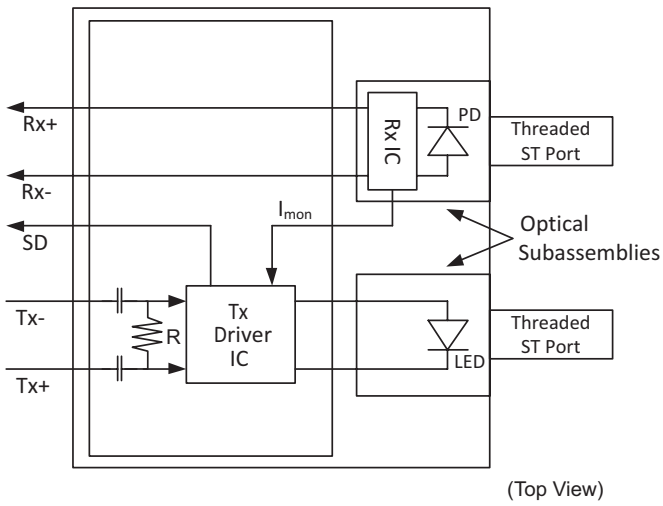 Rx+
Rx-
SD
Tx-
Tx+
R
I mon
Rx IC
PD
Threaded
ST Port
Optical
Subassemblies
Tx
Driver
IC
LED
Threaded
ST Port
(Top View)